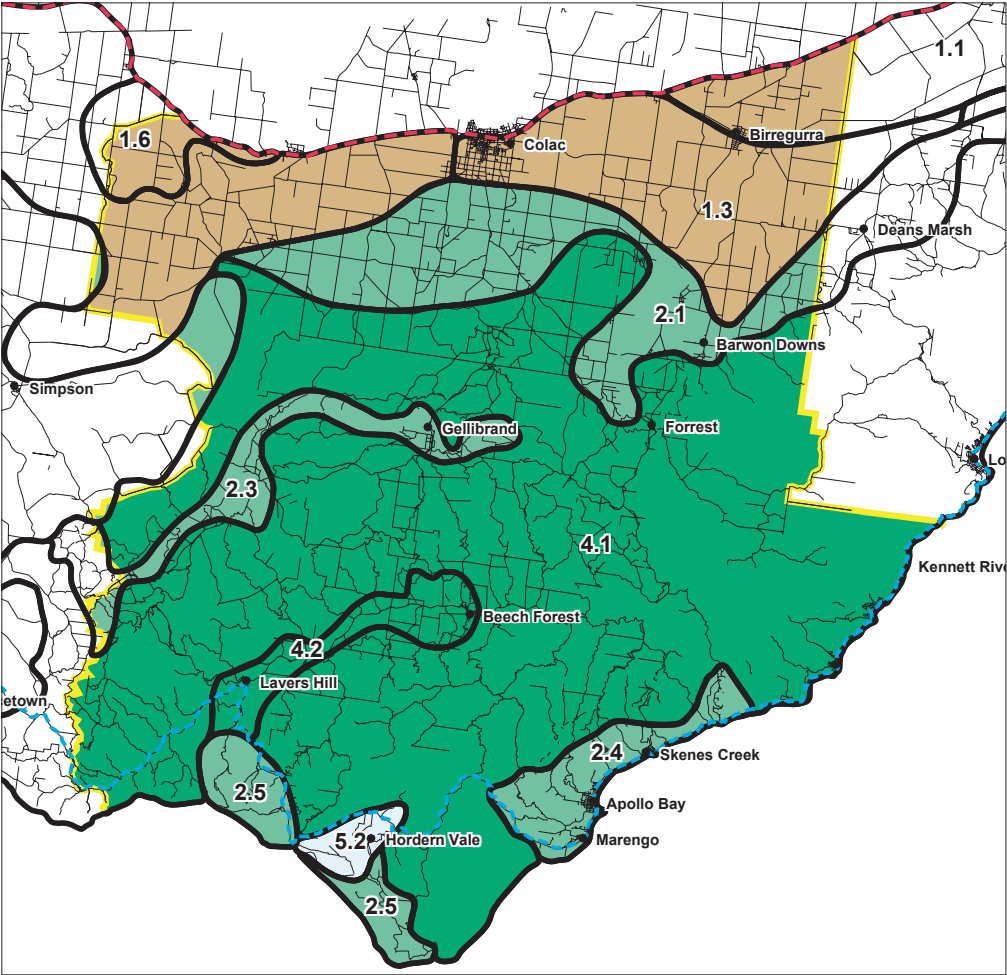 1.1
1.6
Birregurra
Colac
1.3
Deans Marsh
2.1
Barwon Downs
Simpson
Gellibrand
Forrest
Lo
2.3
4.1
Kennett Rive
Beech Forest
4.2
Lavers Hill
cetown
2.4
Skenes Creek
2.5
Apollo Bay
5.2
Hordern Vale
Marengo
2.5